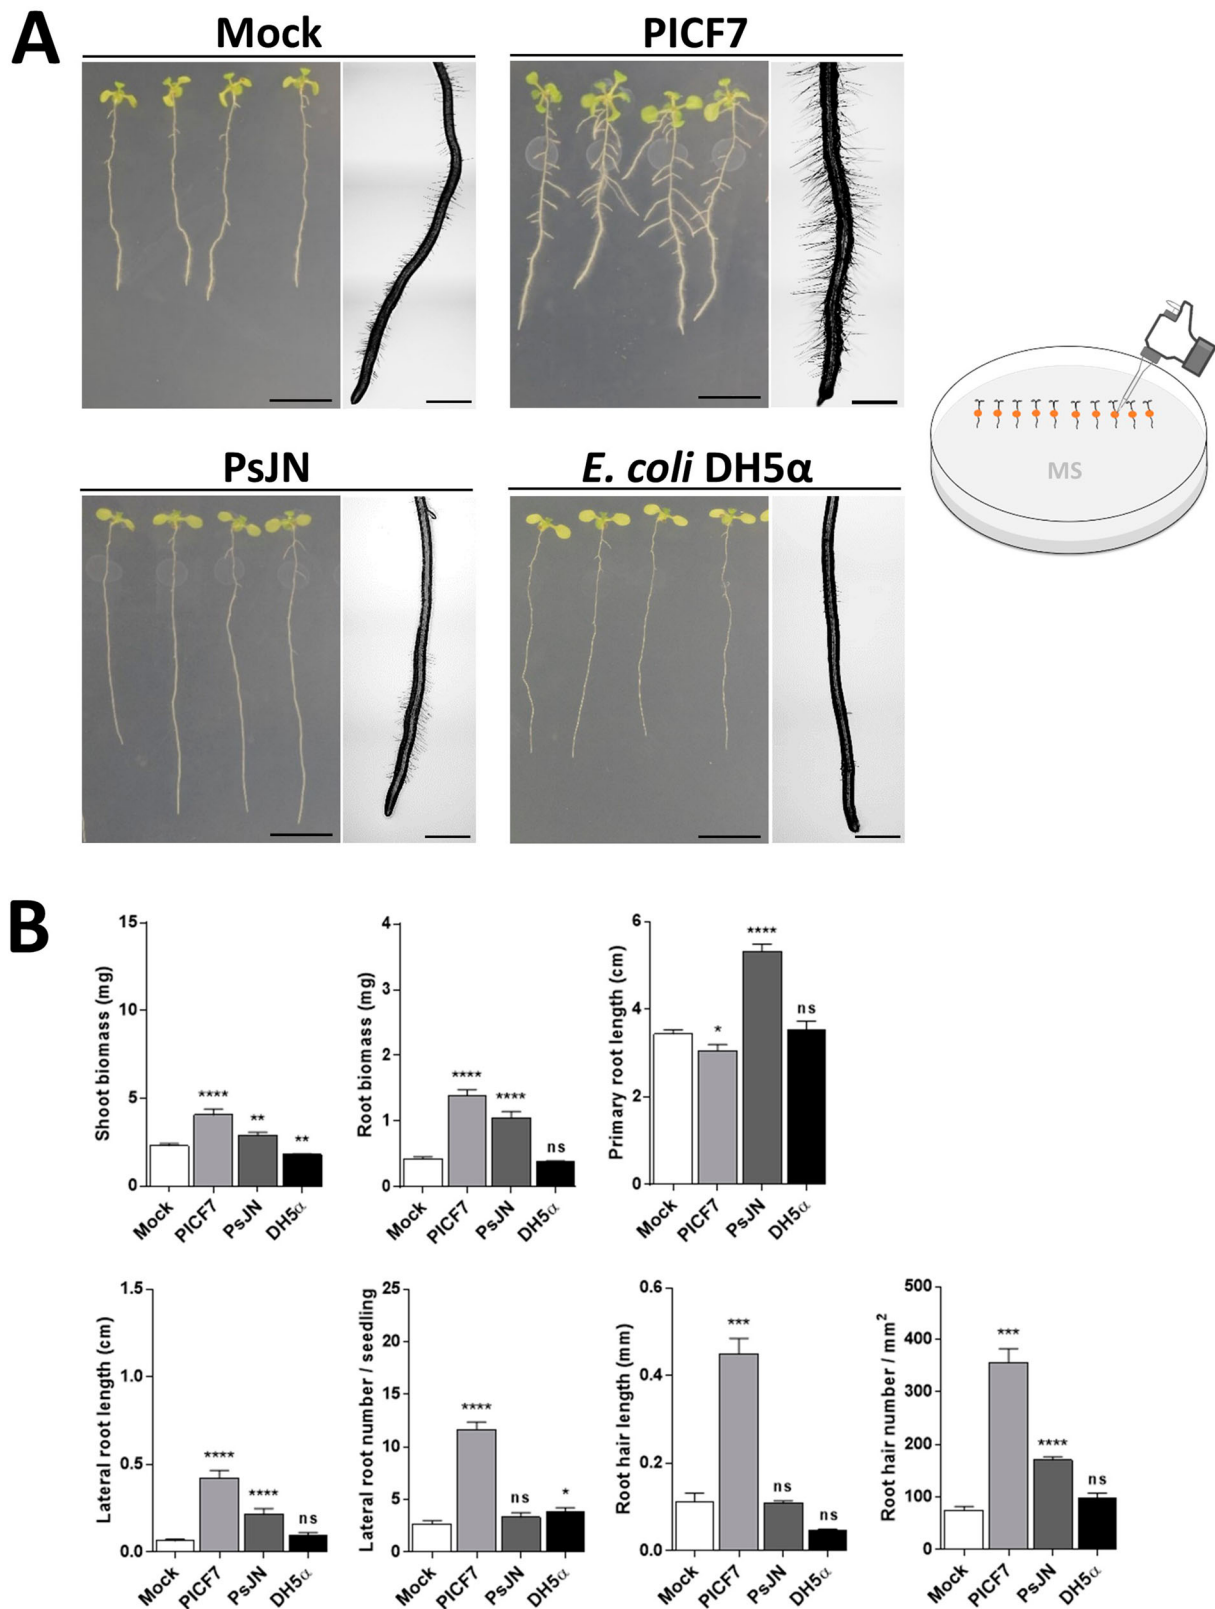 A
Mock
PICF7
MS
PsJN
E. coli DH5α
B
Shoot biomass (mg)
15
10
5
0
****
**
**
Mock
PICF7
PsJN
DH5α
Root biomass (mg)
4
3
2
1
0
****
****
ns
Mock
PICF7
PsJN
DH5α
Primary root length (cm)
6
4
2
0
*
****
ns
Mock
PICF7
PsJN
DH5α
Lateral root length (cm)
1.5
1.0
0.5
0.0
****
****
ns
Mock
PICF7
PsJN
DH5α
Lateral root number / seedling
25
20
15
10
5
0
****
ns
*
Mock
PICF7
PsJN
DH5α
Root hair length (mm)
0.6
0.4
0.2
0.0
***
ns
ns
Mock
PICF7
PsJN
DH5α
Root hair number / mm²
500
400
300
200
100
0
***
****
ns
Mock
PICF7
PsJN
DH5α